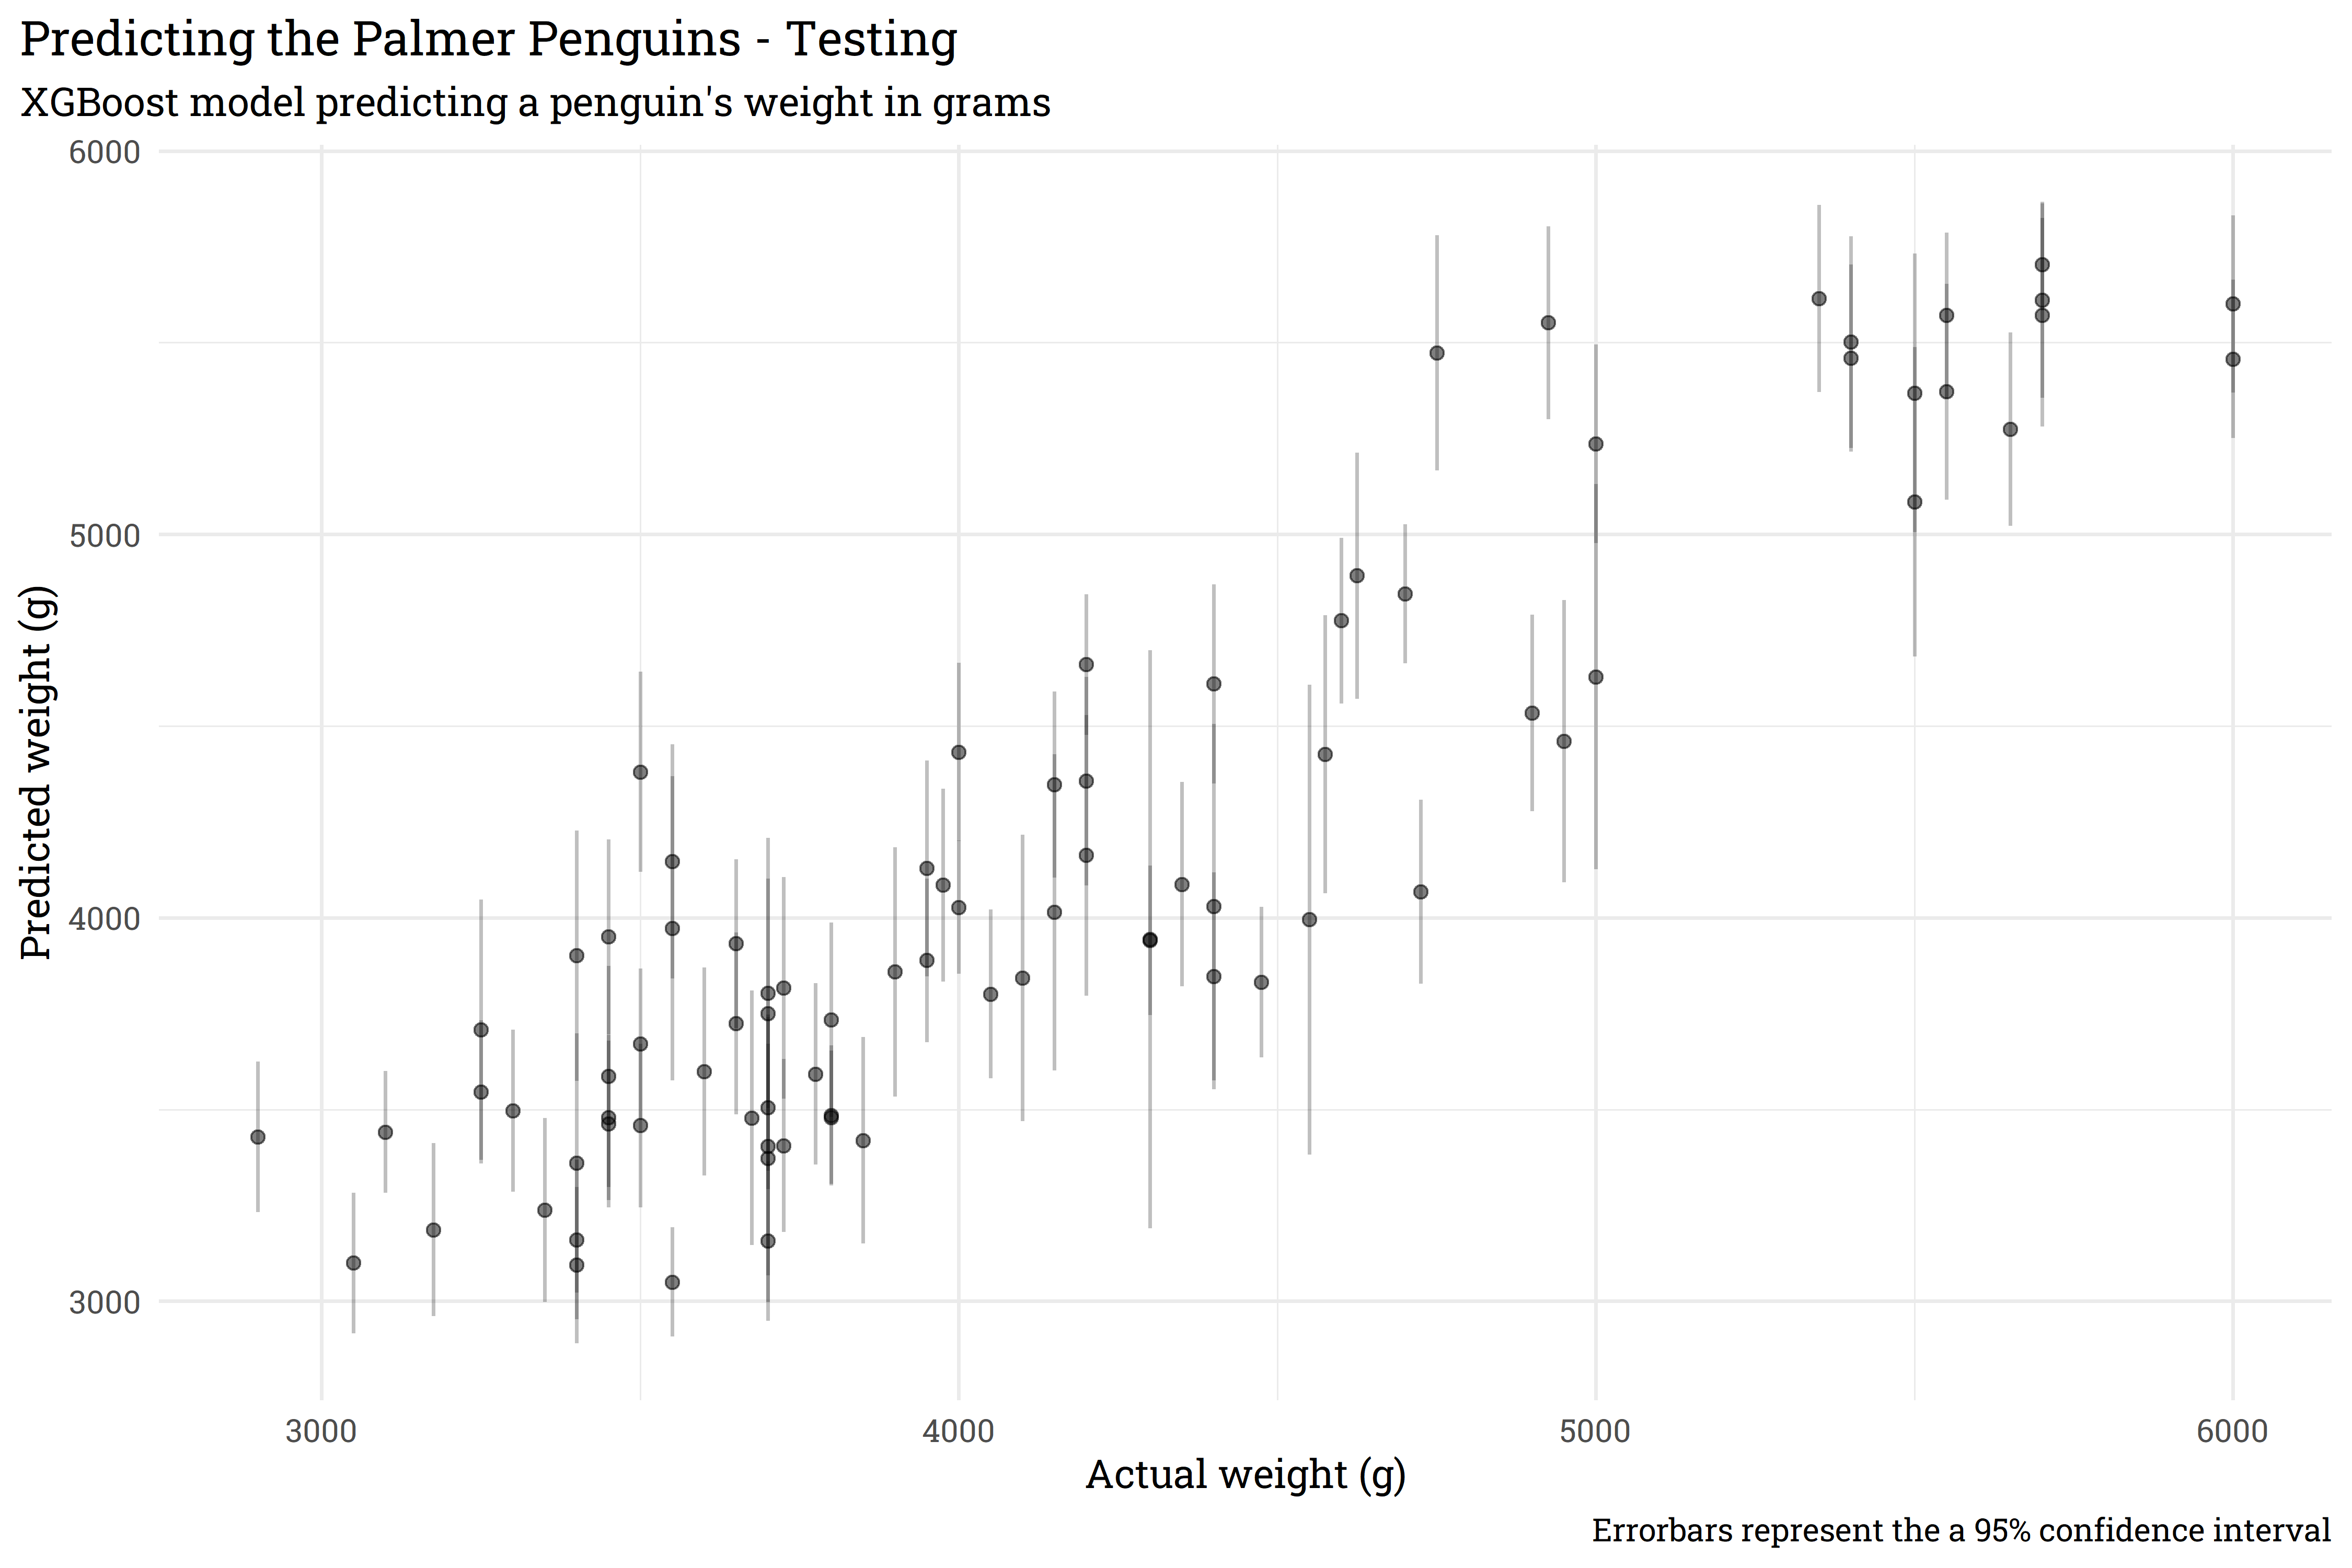 Predicting the Palmer Penguins - Testing
XGBoost model predicting a penguin's weight in grams
6000
5000
4000
3000
Predicted weight (g)
3000 4000 5000 6000
Actual weight (g)
Errorbars represent the a 95% confidence interval